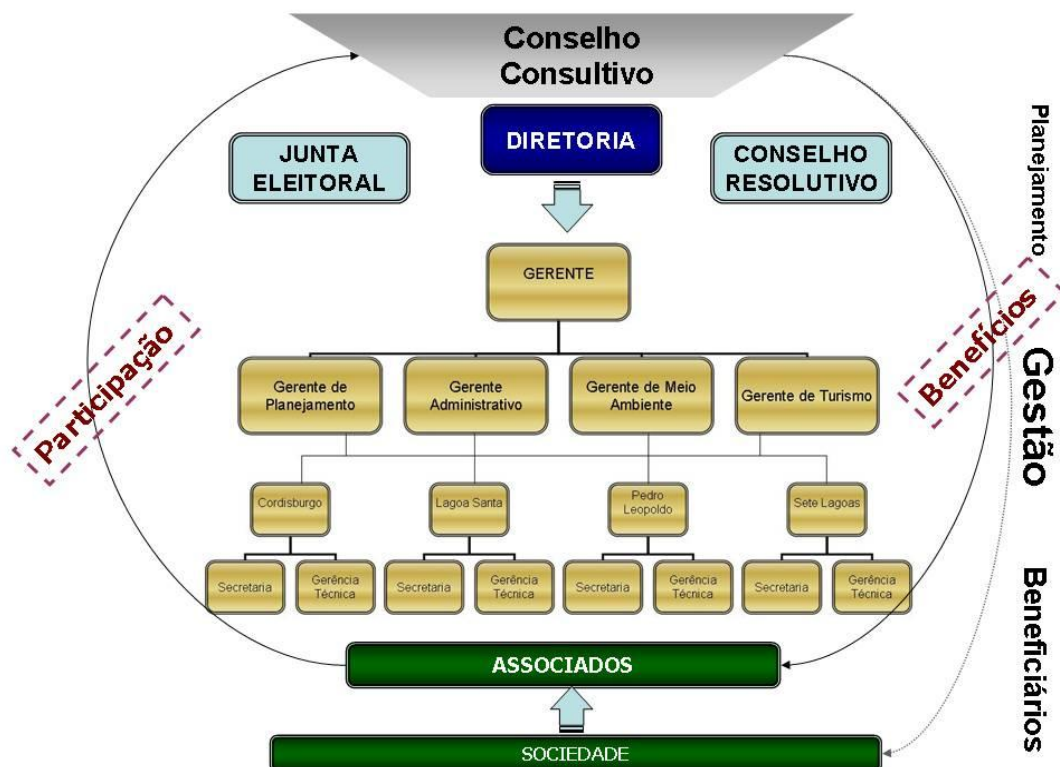 Conselho
Consultivo
DIRETORIA
JUNTA
ELEITORAL
CONSELHO
RESOLUTIVO
Planejamento
GERENTE
Participação
Benefícios
Gestão
Gerente de
Planejamento
Gerente
Administrativo
Gerente de Meio
Ambiente
Gerente de Turismo
Cordisburgo
Lagoa Santa
Pedro
Leopoldo
Sete Lagoas
Secretaria
Gerência
Técnica
Secretaria
Gerência
Técnica
Secretaria
Gerência
Técnica
Secretaria
Gerência
Técnica
Beneficiários
ASSOCIADOS
SOCIEDADE